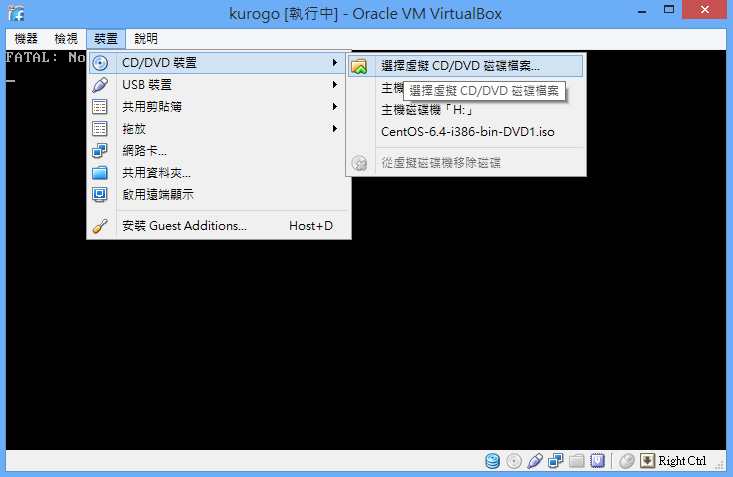 kurogo [執行中] - Oracle VM VirtualBox
機器 檢視 裝置 說明
FATAL: No
CD/DVD 裝置
USB 裝置
共用剪貼簿
拖放
網路卡...
共用資料夾...
啟用遠端顯示
安裝 Guest Additions... Host+D
選擇虛擬 CD/DVD 磁碟檔案...
主機
選擇虛擬 CD/DVD 磁碟檔案
主機磁碟機「H:」
CentOS-6.4-i386-bin-DVD1.iso
從虛擬磁碟機移除磁碟
Right Ctrl